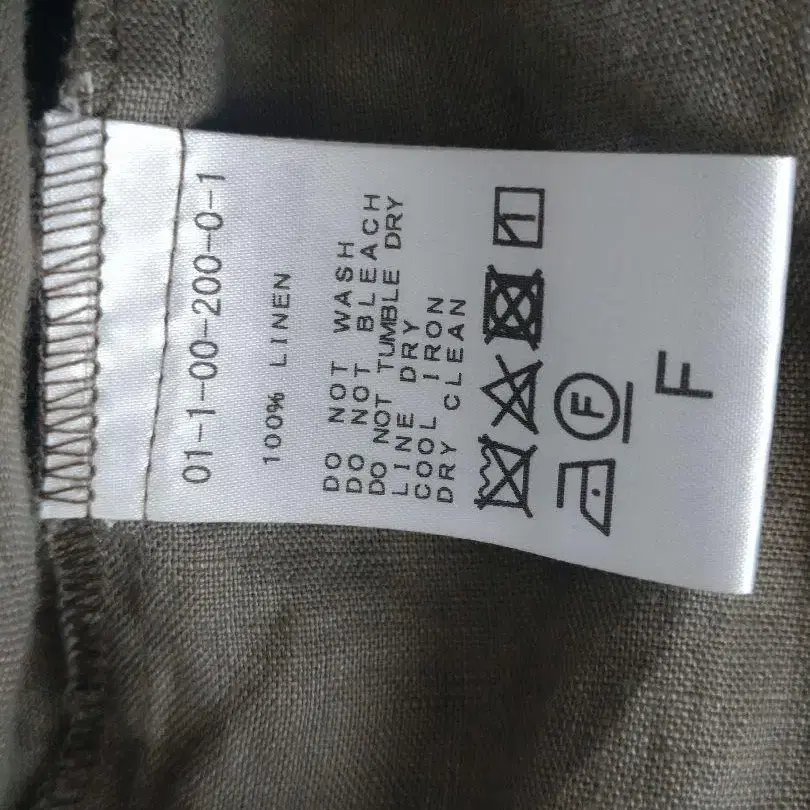 01-1-00-200-0-1
100% LINEN
DO NOT WASH
DO NOT BLEACH
DO NOT TUMBLE DRY
LINE DRY
COOL IRON
DRY CLEAN
F
F